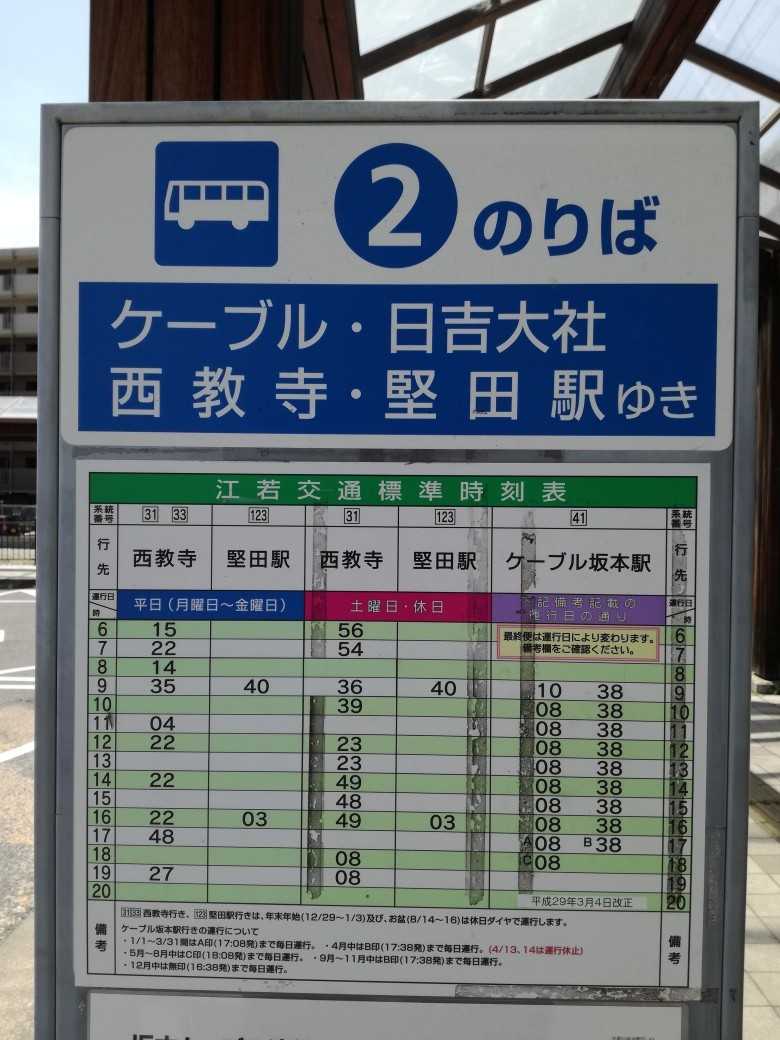 2 のりば
ケーブル・日吉大社
西教寺・堅田駅ゆき
江若交通標準時刻表
系統番号 31 33 123 31 123 41 系統番号
行先 西教寺 堅田駅 西教寺 堅田駅 ケーブル坂本駅 行先
運行日 時 平日(月曜日〜金曜日) 土曜日・休日 下記備考記載の運行日の通り 運行日 時
最終便は運行日により変わります。
備考欄をご確認ください。
6 15 56 6
7 22 54 7
8 14 8
9 35 40 36 40 10 38 9
10 39 08 38 10
11 04 08 38 11
12 22 23 08 38 12
13 23 08 38 13
14 22 49 08 38 14
15 48 08 38 15
16 22 03 49 03 08 38 16
17 48 A08 B38 17
18 08 C08 18
19 27 08 19
20 平成29年3月4日改正 20
備考 備考
31 33 西教寺行き、123 堅田駅行きは、年末年始(12/29〜1/3)及び、お盆(8/14〜16)は休日ダイヤで運行します。
ケーブル坂本駅行きの運行について
・1/1〜3/31間はA印(17:08発)まで毎日運行。 ・4月中はB印(17:38発)まで毎日運行。(4/13、14は運行休止)
・5月〜8月中はC印(18:08発)まで毎日運行。 ・9月〜11月中はB印(17:38発)まで毎日運行。
・12月中は無印(16:38発)まで毎日運行。